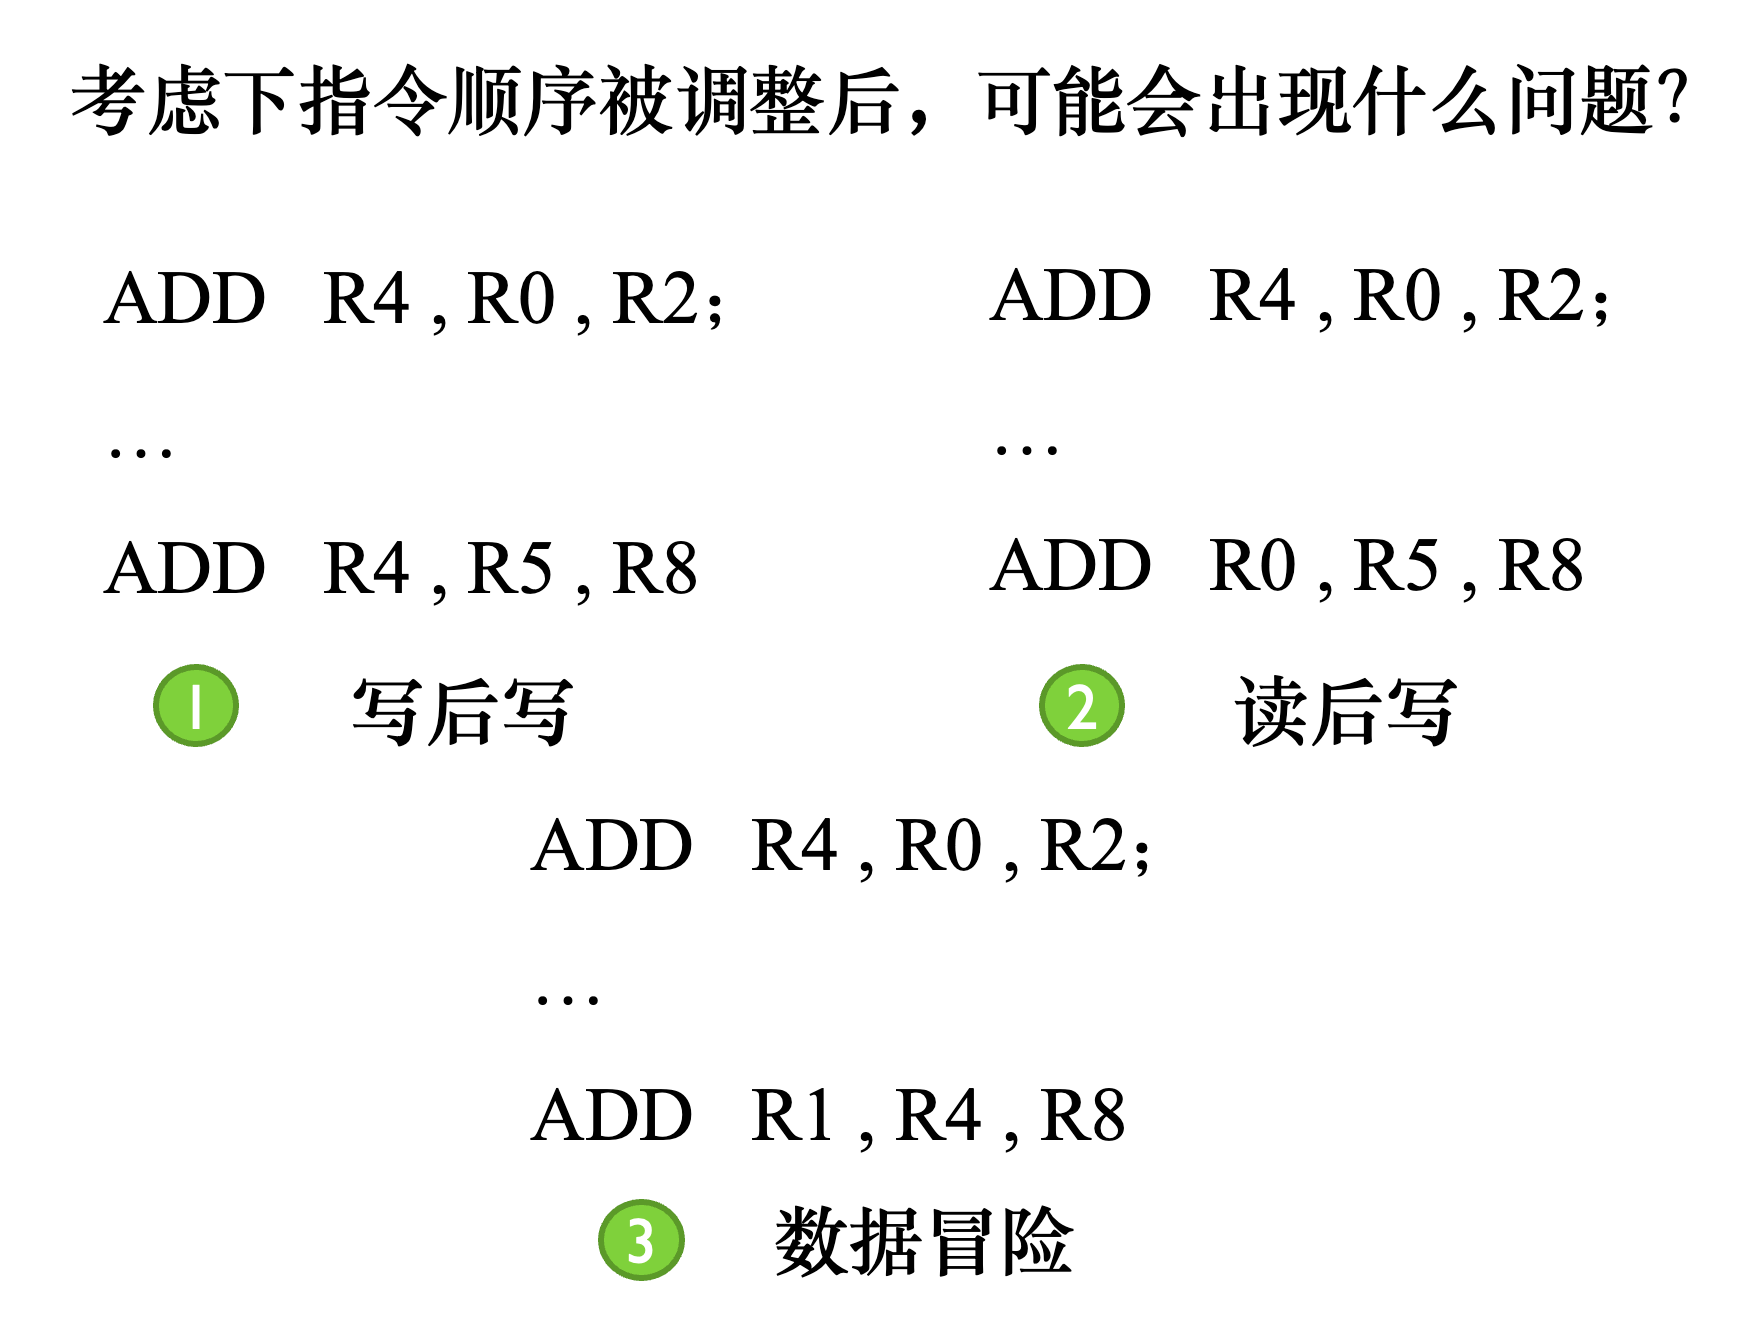 考虑下指令顺序被调整后，可能会出现什么问题？
ADD R4 , R0 , R2；
…
ADD R4 , R5 , R8
1 写后写
ADD R4 , R0 , R2；
…
ADD R0 , R5 , R8
2 读后写
ADD R4 , R0 , R2；
…
ADD R1 , R4 , R8
3 数据冒险